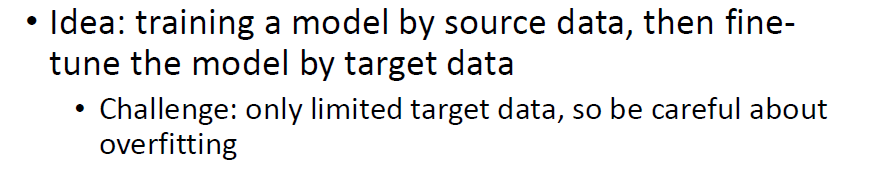 • Idea: training a model by source data, then fine-
tune the model by target data
• Challenge: only limited target data, so be careful about
overfitting